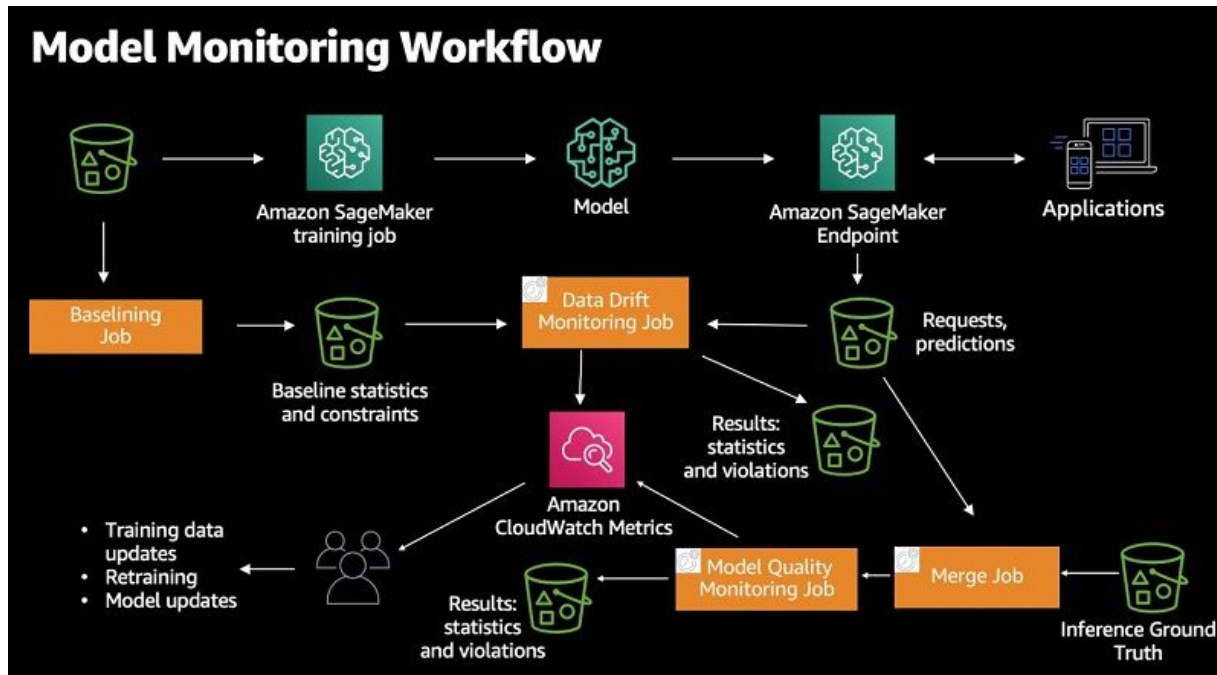 Model Monitoring Workflow
Amazon SageMaker
training job
Model
Amazon SageMaker
Endpoint
Applications
Baselining
Job
Baseline statistics
and constraints
Data Drift
Monitoring Job
Requests,
predictions
Results:
statistics
and violations
Amazon
CloudWatch Metrics
• Training data
updates
• Retraining
• Model updates
Results:
statistics
and violations
Model Quality
Monitoring Job
Merge Job
Inference Ground
Truth